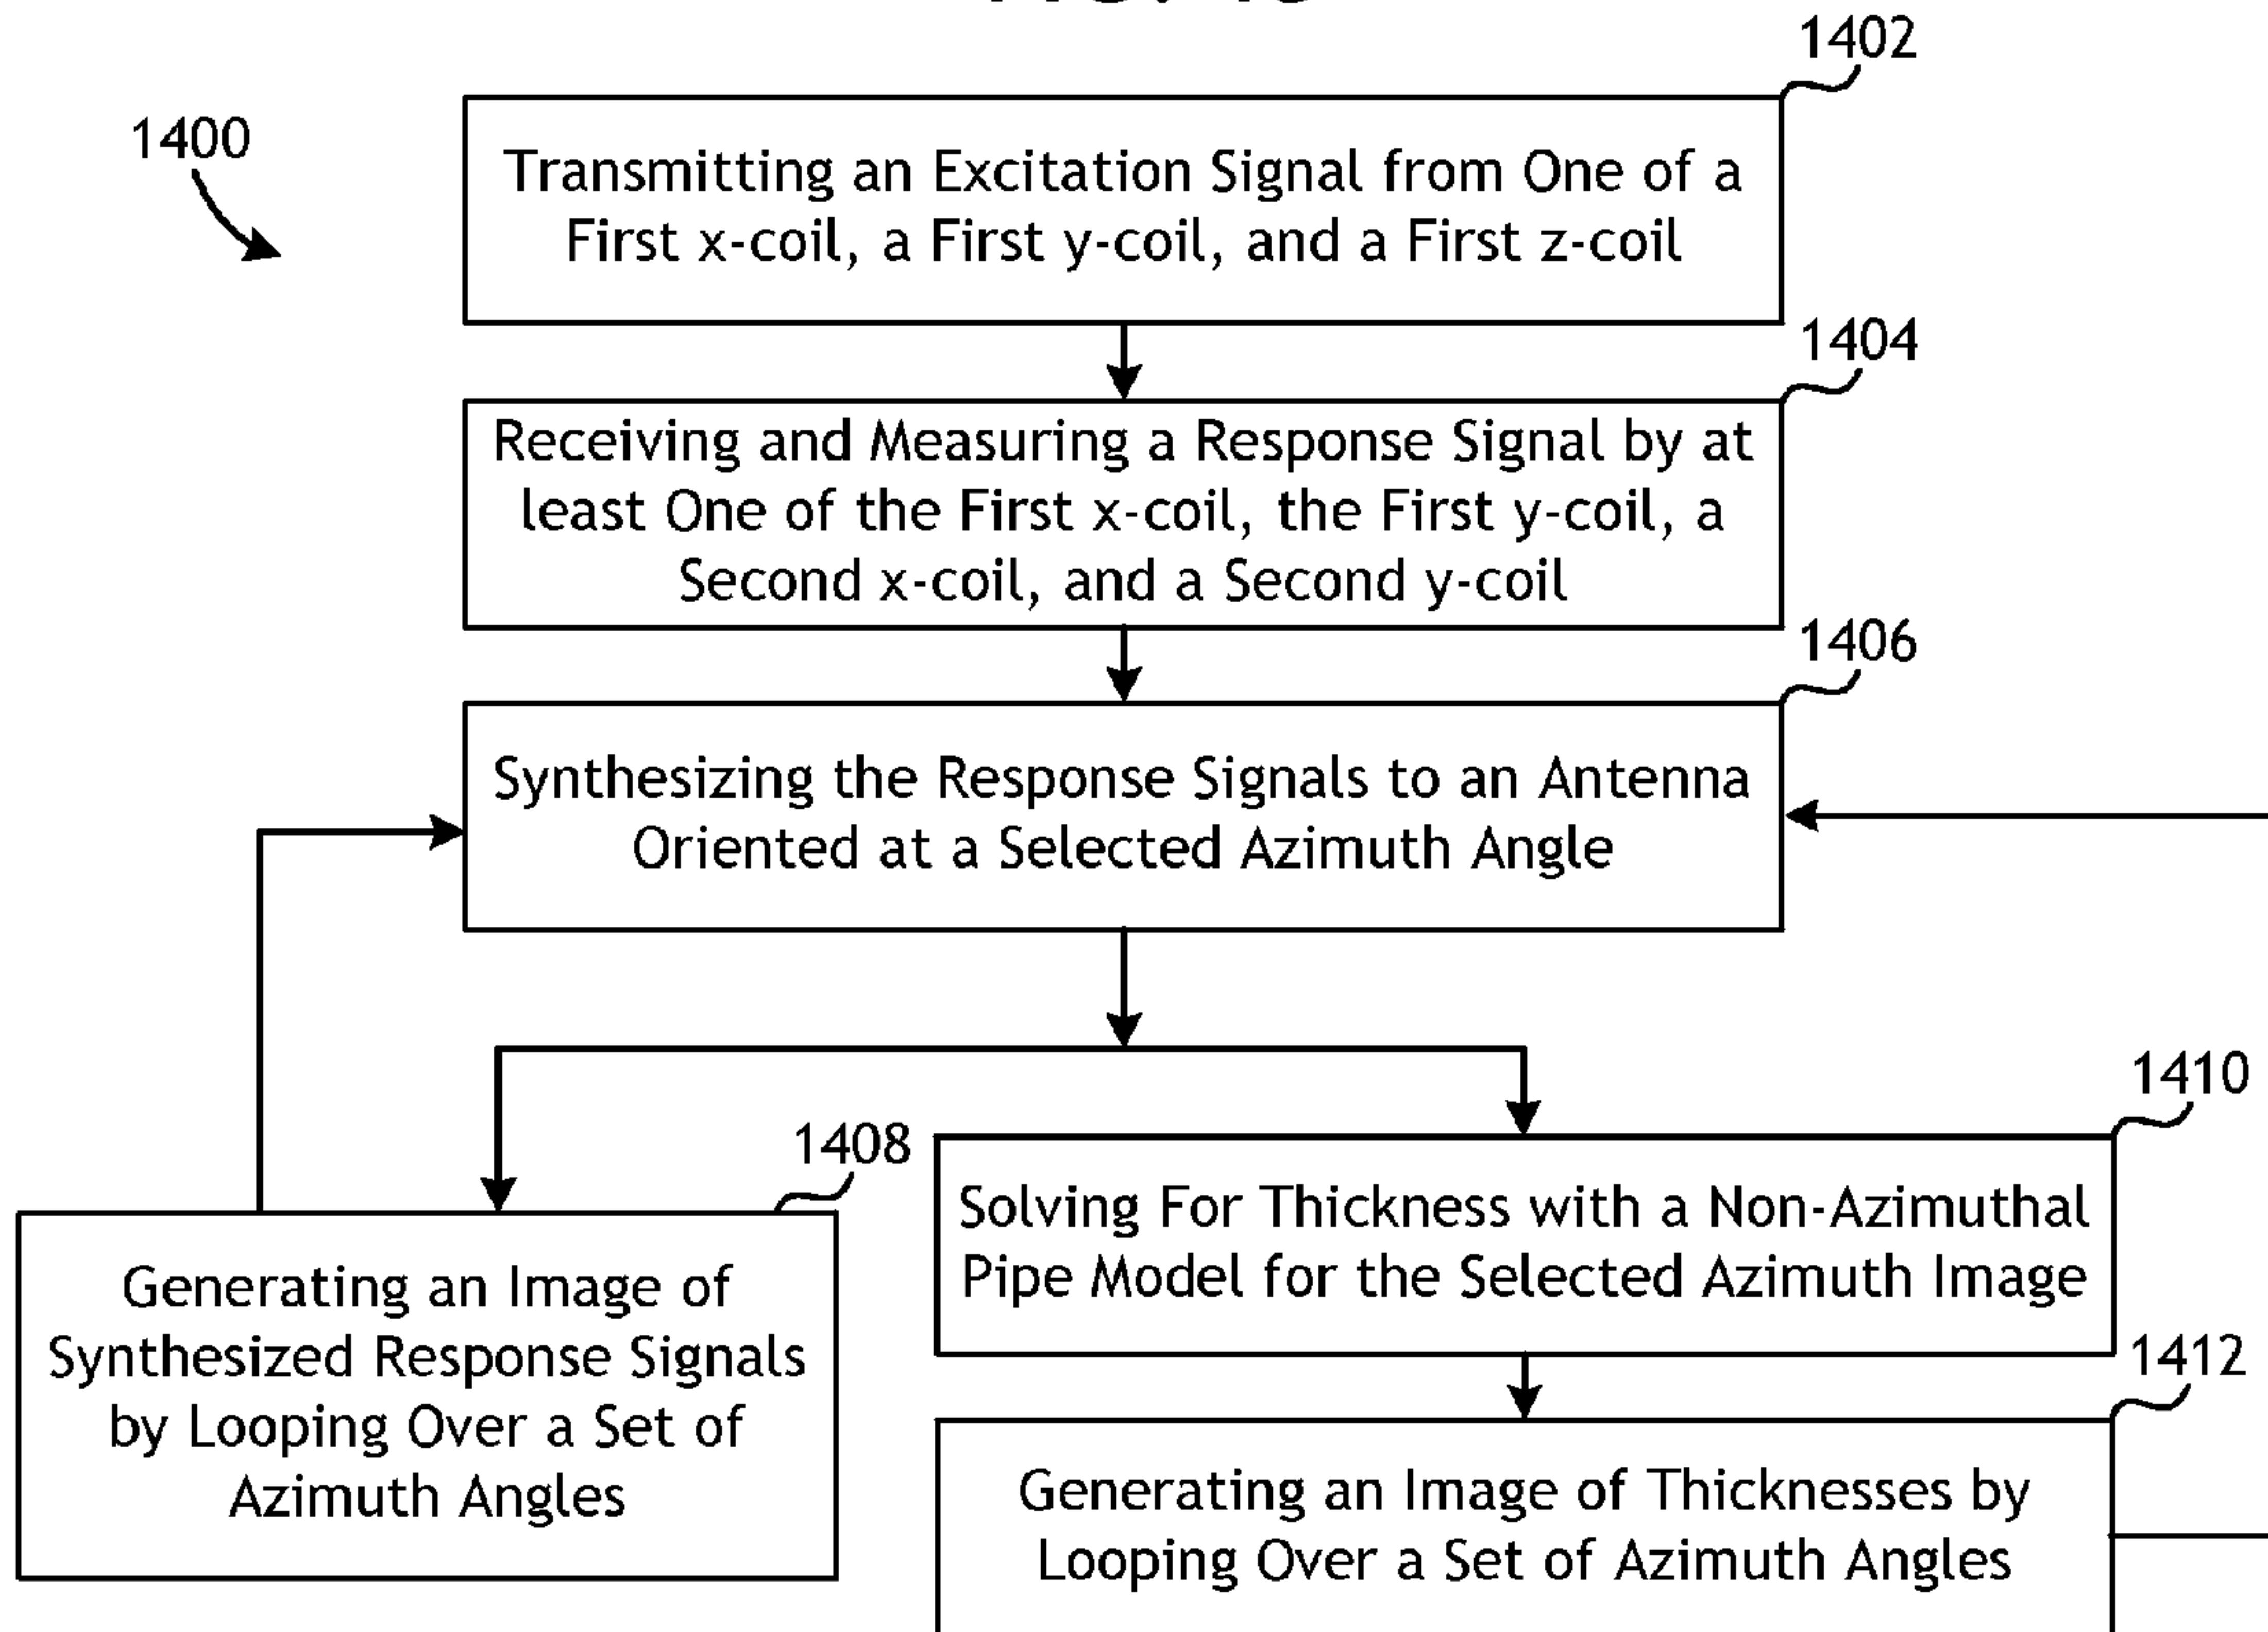 1402
1400
Transmitting an Excitation Signal from One of a
First x-coil, a First y-coil, and a First z-coil
1404
Receiving and Measuring a Response Signal by at
least One of the First x-coil, the First y-coil, a
Second x-coil, and a Second y-coil
1406
Synthesizing the Response Signals to an Antenna
Oriented at a Selected Azimuth Angle
1408
Generating an Image of
Synthesized Response Signals
by Looping Over a Set of
Azimuth Angles
1410
Solving For Thickness with a Non-Azimuthal
Pipe Model for the Selected Azimuth Image
1412
Generating an Image of Thicknesses by
Looping Over a Set of Azimuth Angles